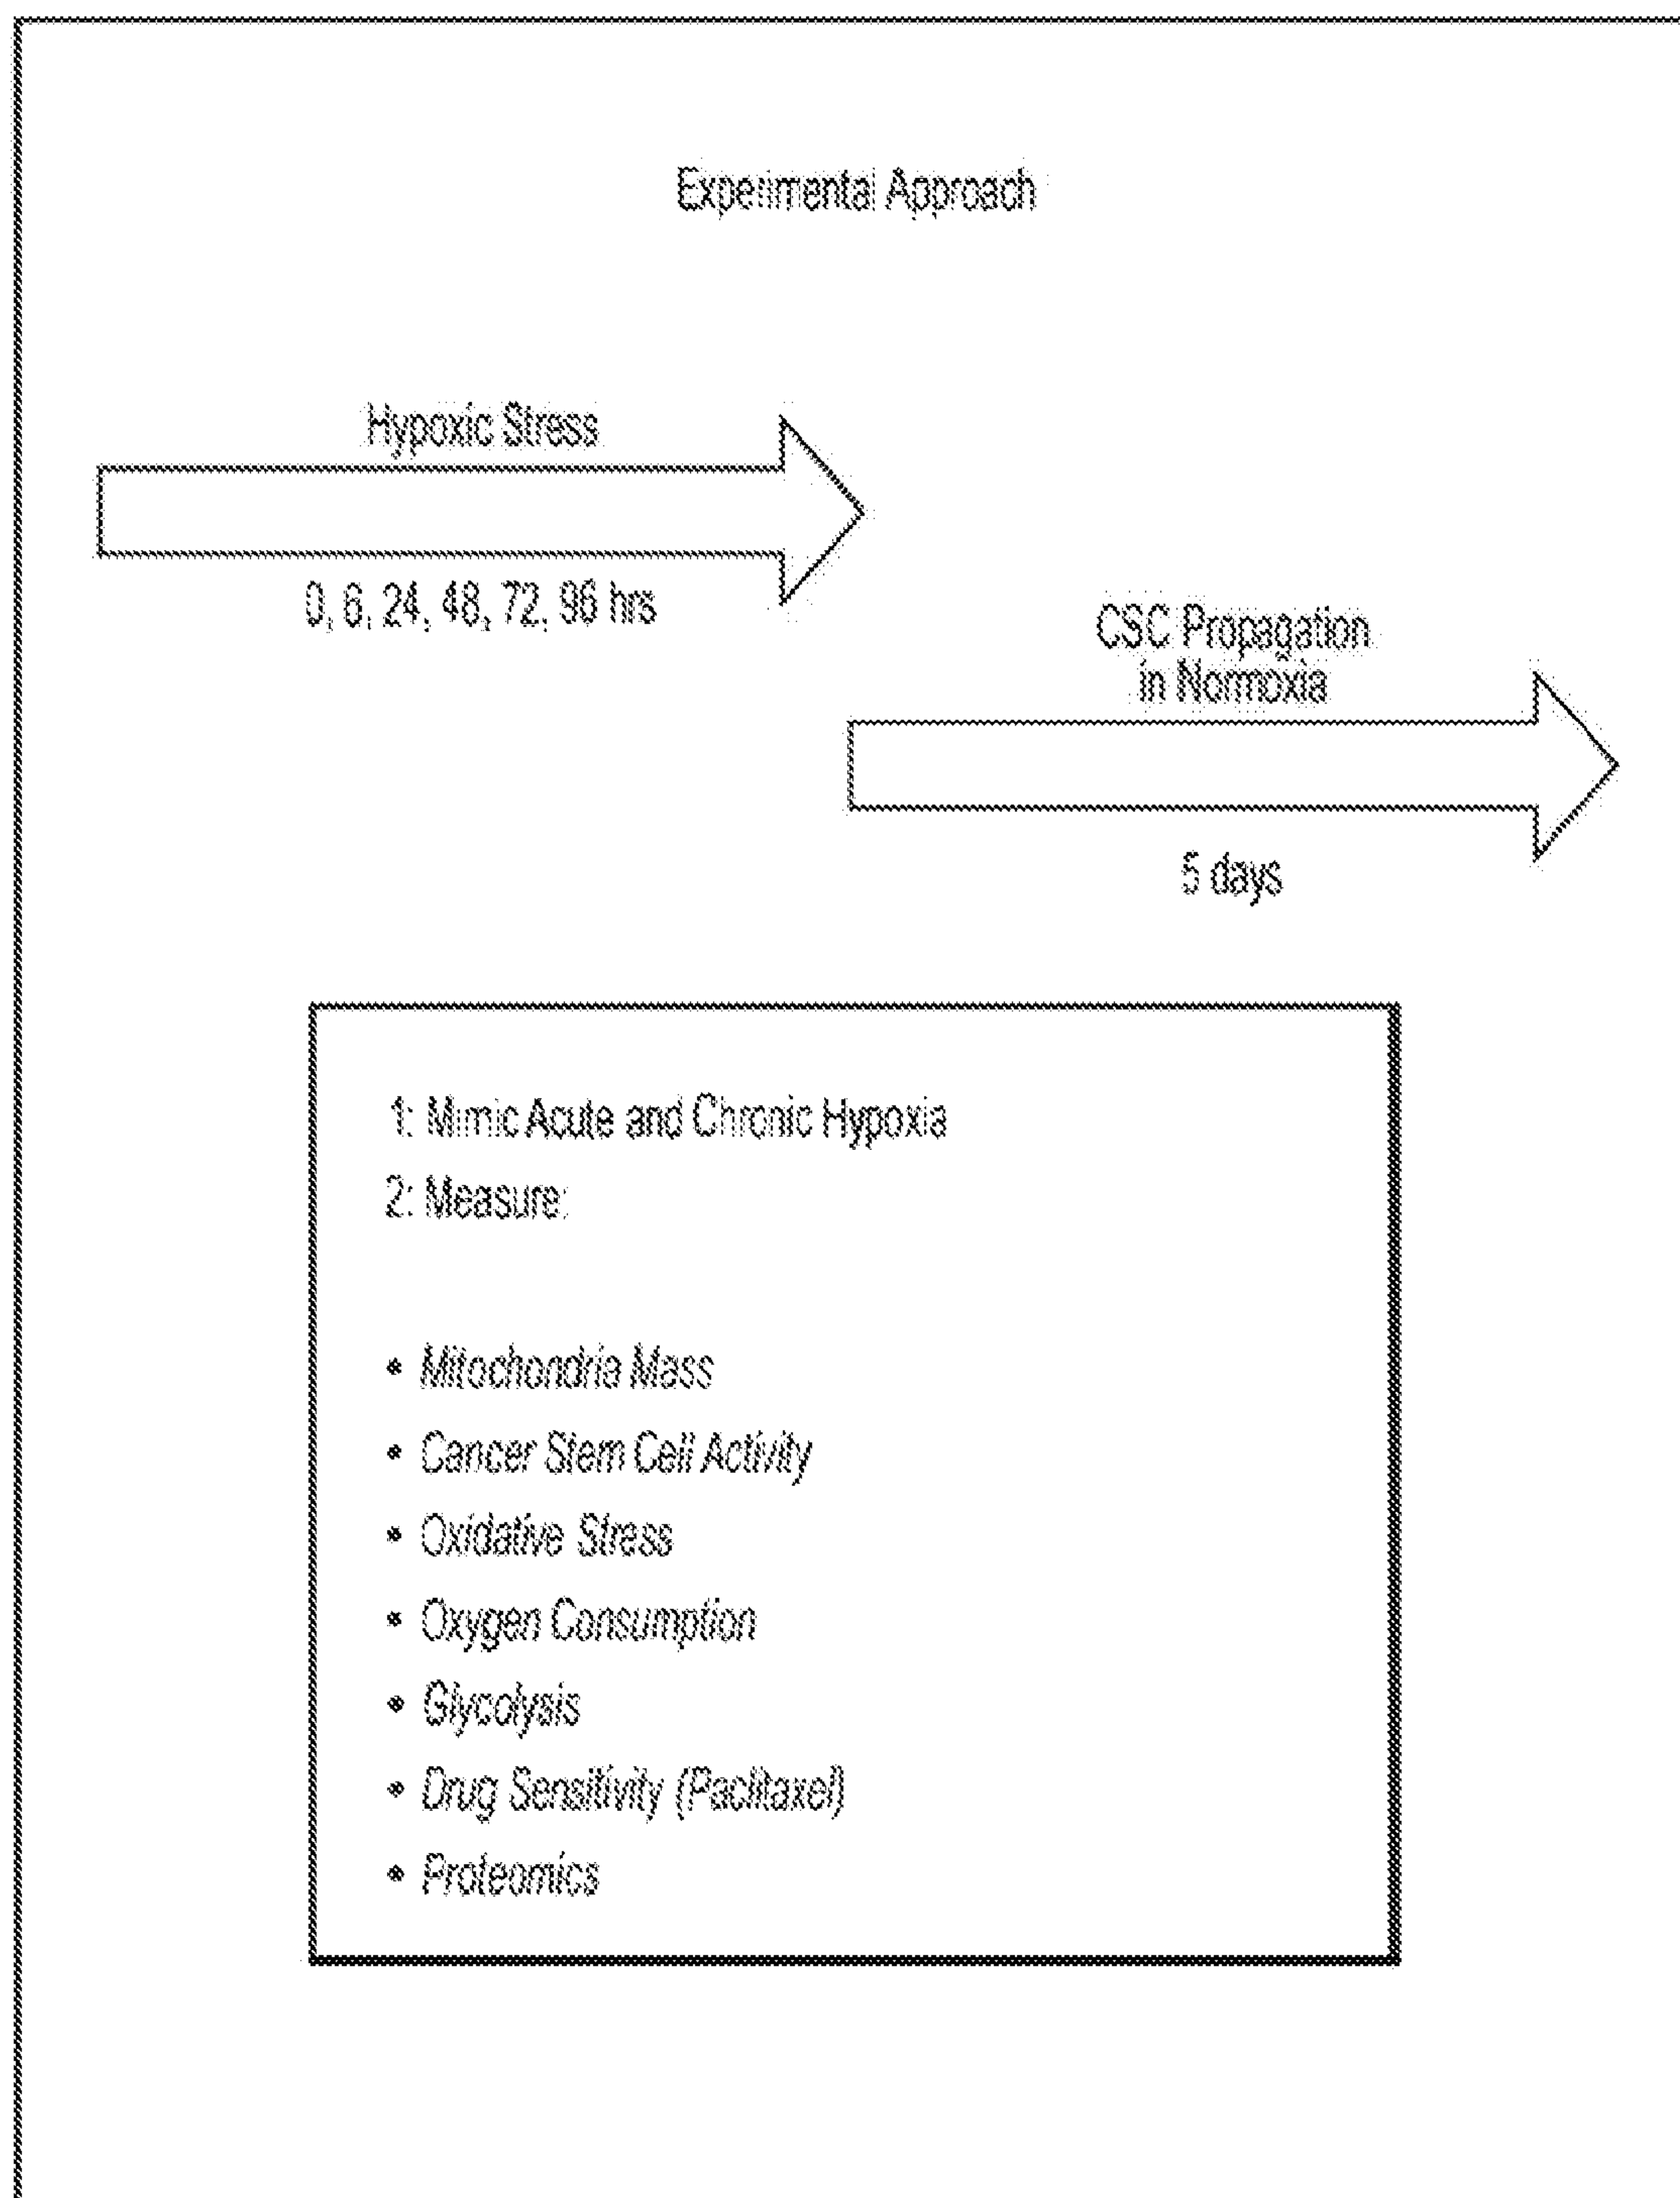 Experimental Approach
Hypoxic Stress
0, 6, 24, 48, 72, 96 hrs
CSC Propagation
in Normoxia
5 days
1: Mimic Acute and Chronic Hypoxia
2: Measure:
• Mitochondria Mass
• Cancer Stem Cell Activity
• Oxidative Stress
• Oxygen Consumption
• Glycolysis
• Drug Sensitivity (Paclitaxel)
• Proteomics